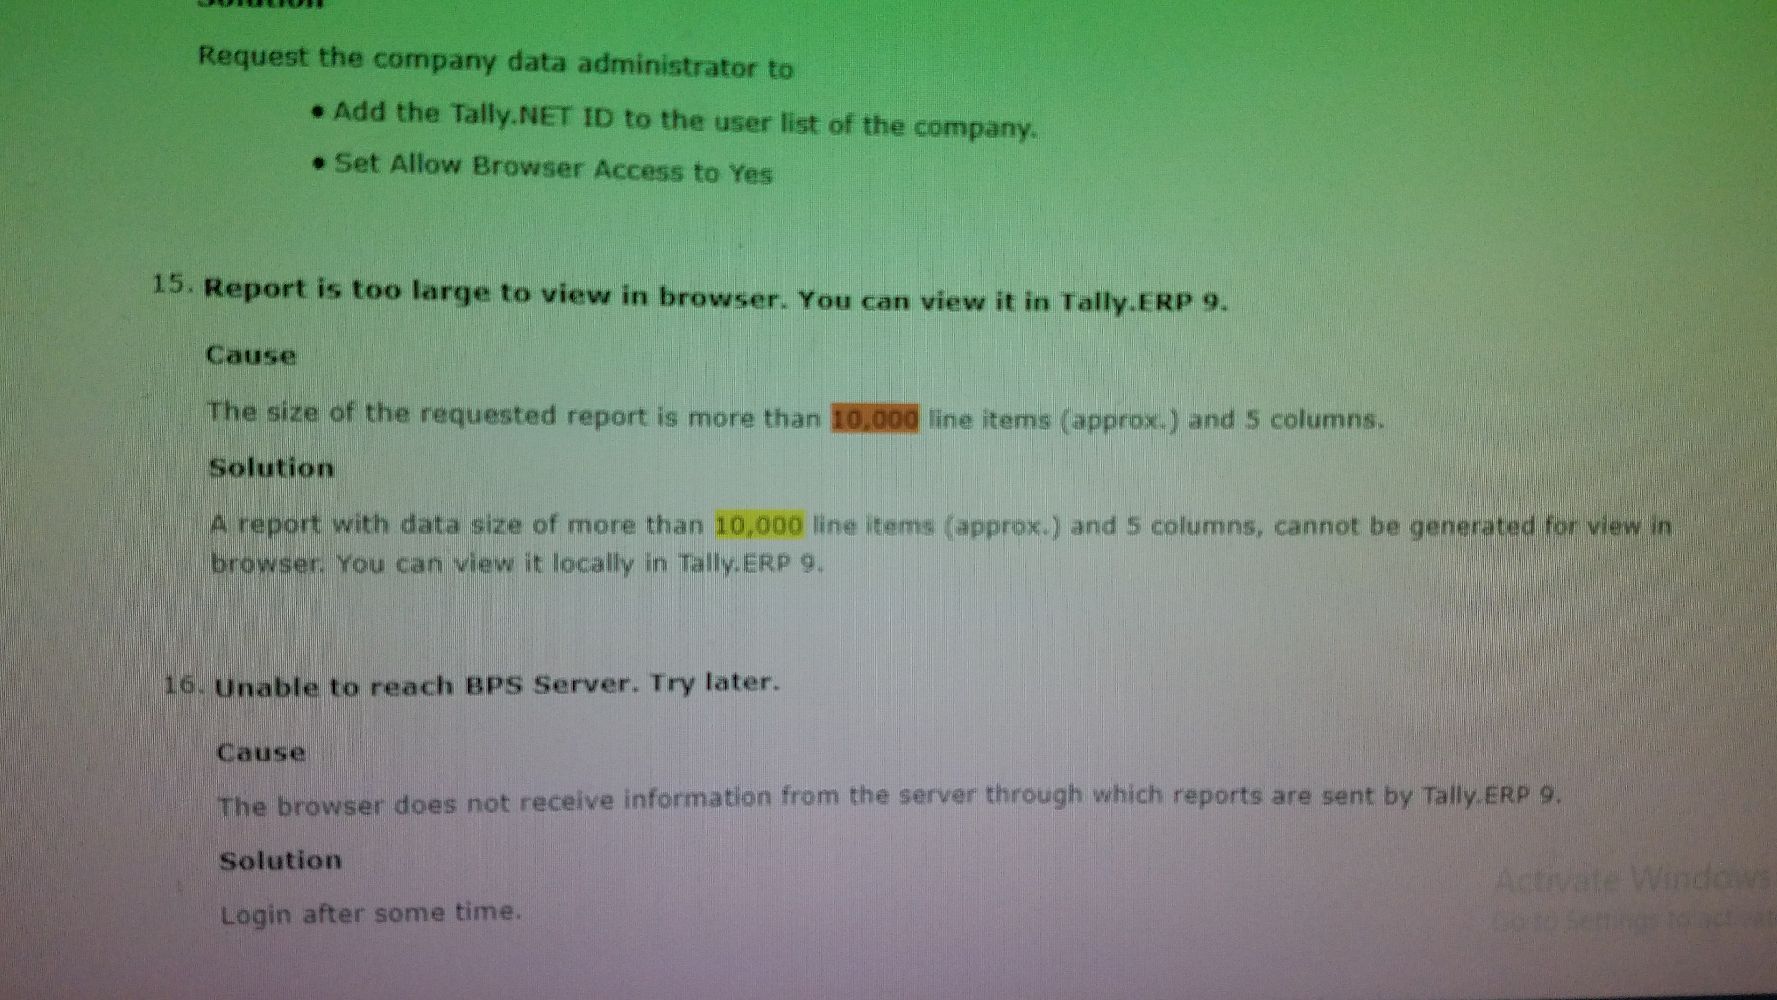 Solution
Request the company data administrator to
• Add the Tally.NET ID to the user list of the company.
• Set Allow Browser Access to Yes
15. Report is too large to view in browser. You can view it in Tally.ERP 9.
Cause
The size of the requested report is more than 10,000 line items (approx.) and 5 columns.
Solution
A report with data size of more than 10,000 line items (approx.) and 5 columns, cannot be generated for view in
browser. You can view it locally in Tally.ERP 9.
16. Unable to reach BPS Server. Try later.
Cause
The browser does not receive information from the server through which reports are sent by Tally.ERP 9.
Solution
Login after some time.
Activate Windows
Go to Settings to activat